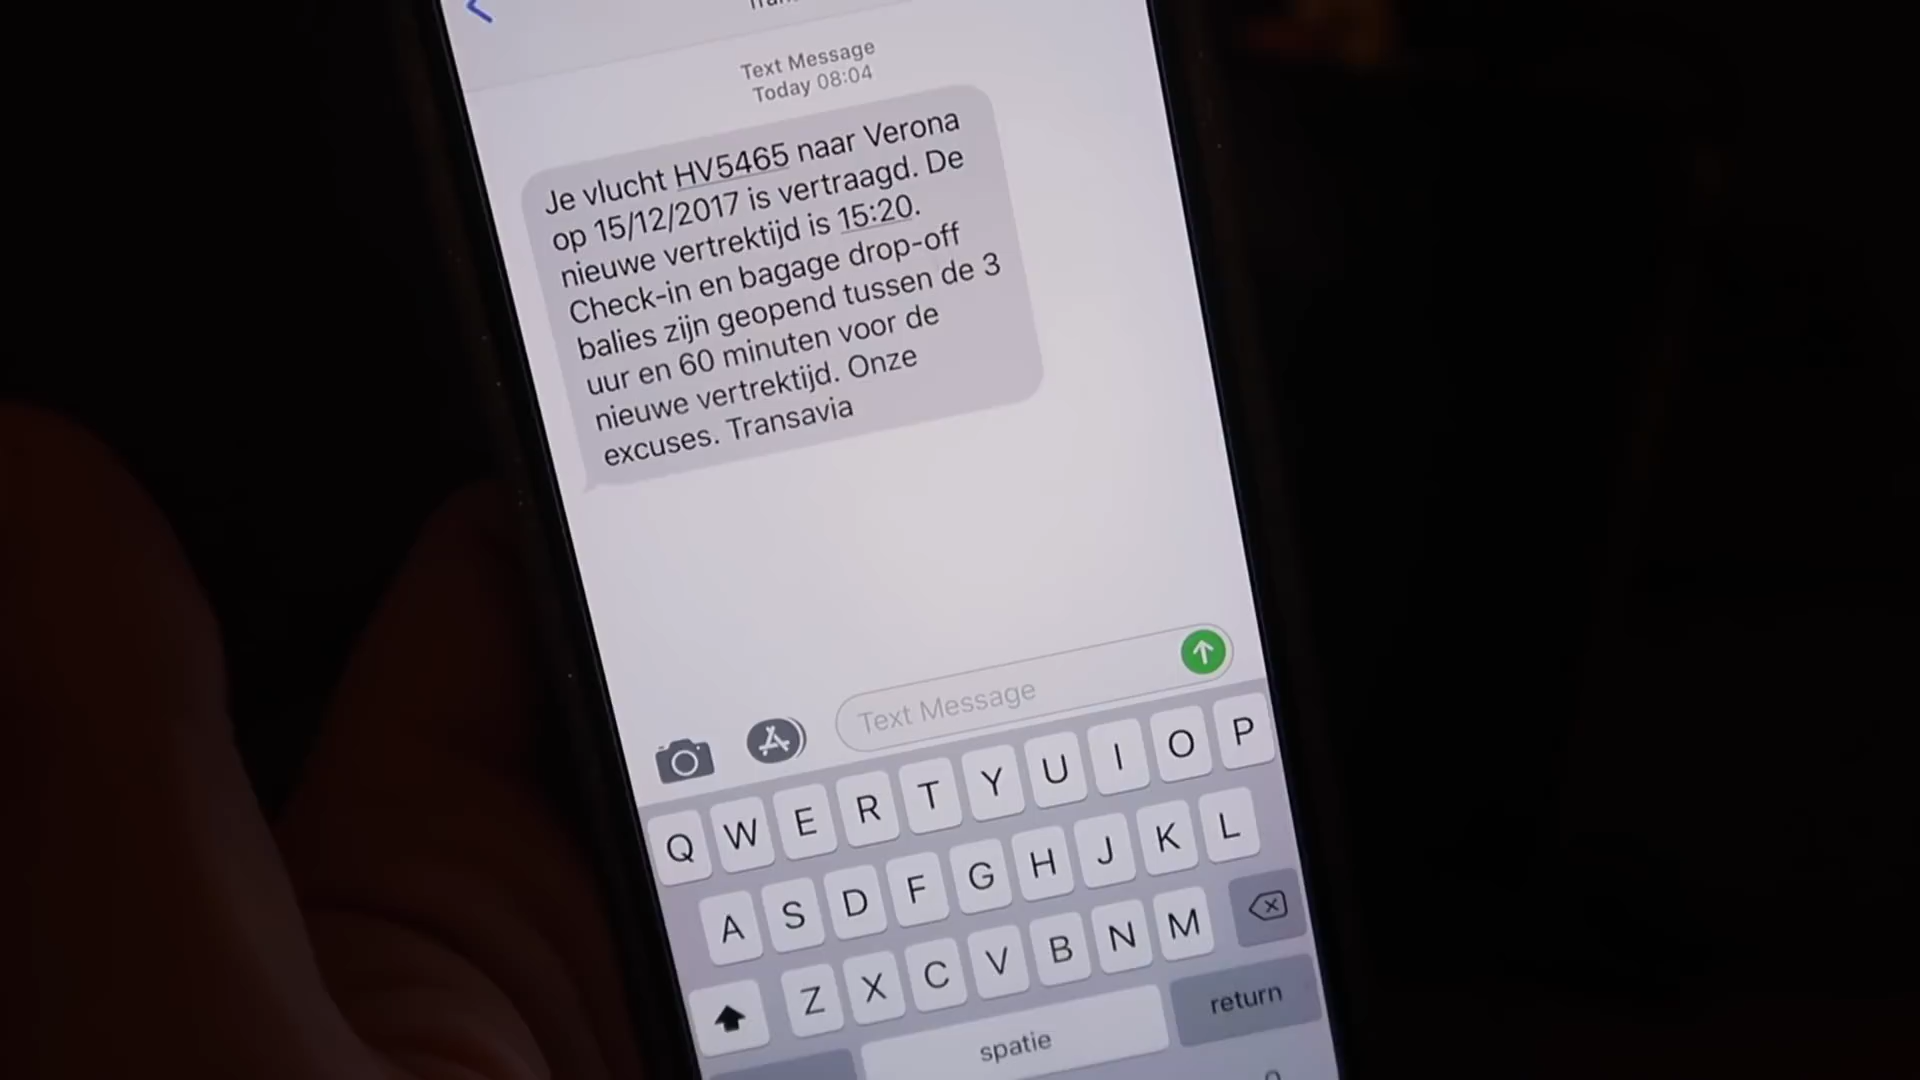 Text Message
Today 08:04
Je vlucht HV5465 naar Verona
op 15/12/2017 is vertraagd. De
nieuwe vertrektijd is 15:20.
Check-in en bagage drop-off
balies zijn geopend tussen de 3
uur en 60 minuten voor de
nieuwe vertrektijd. Onze
excuses. Transavia
Text Message
Q W E R T Y U I O P
A S D F G H J K L
Z X C V B N M
spatie return